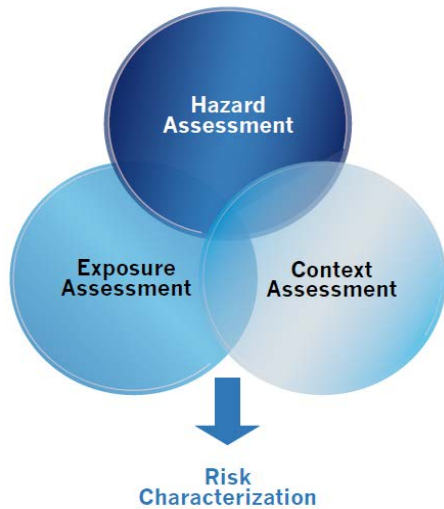 Hazard
Assessment
Exposure
Assessment
Context
Assessment
Risk
Characterization